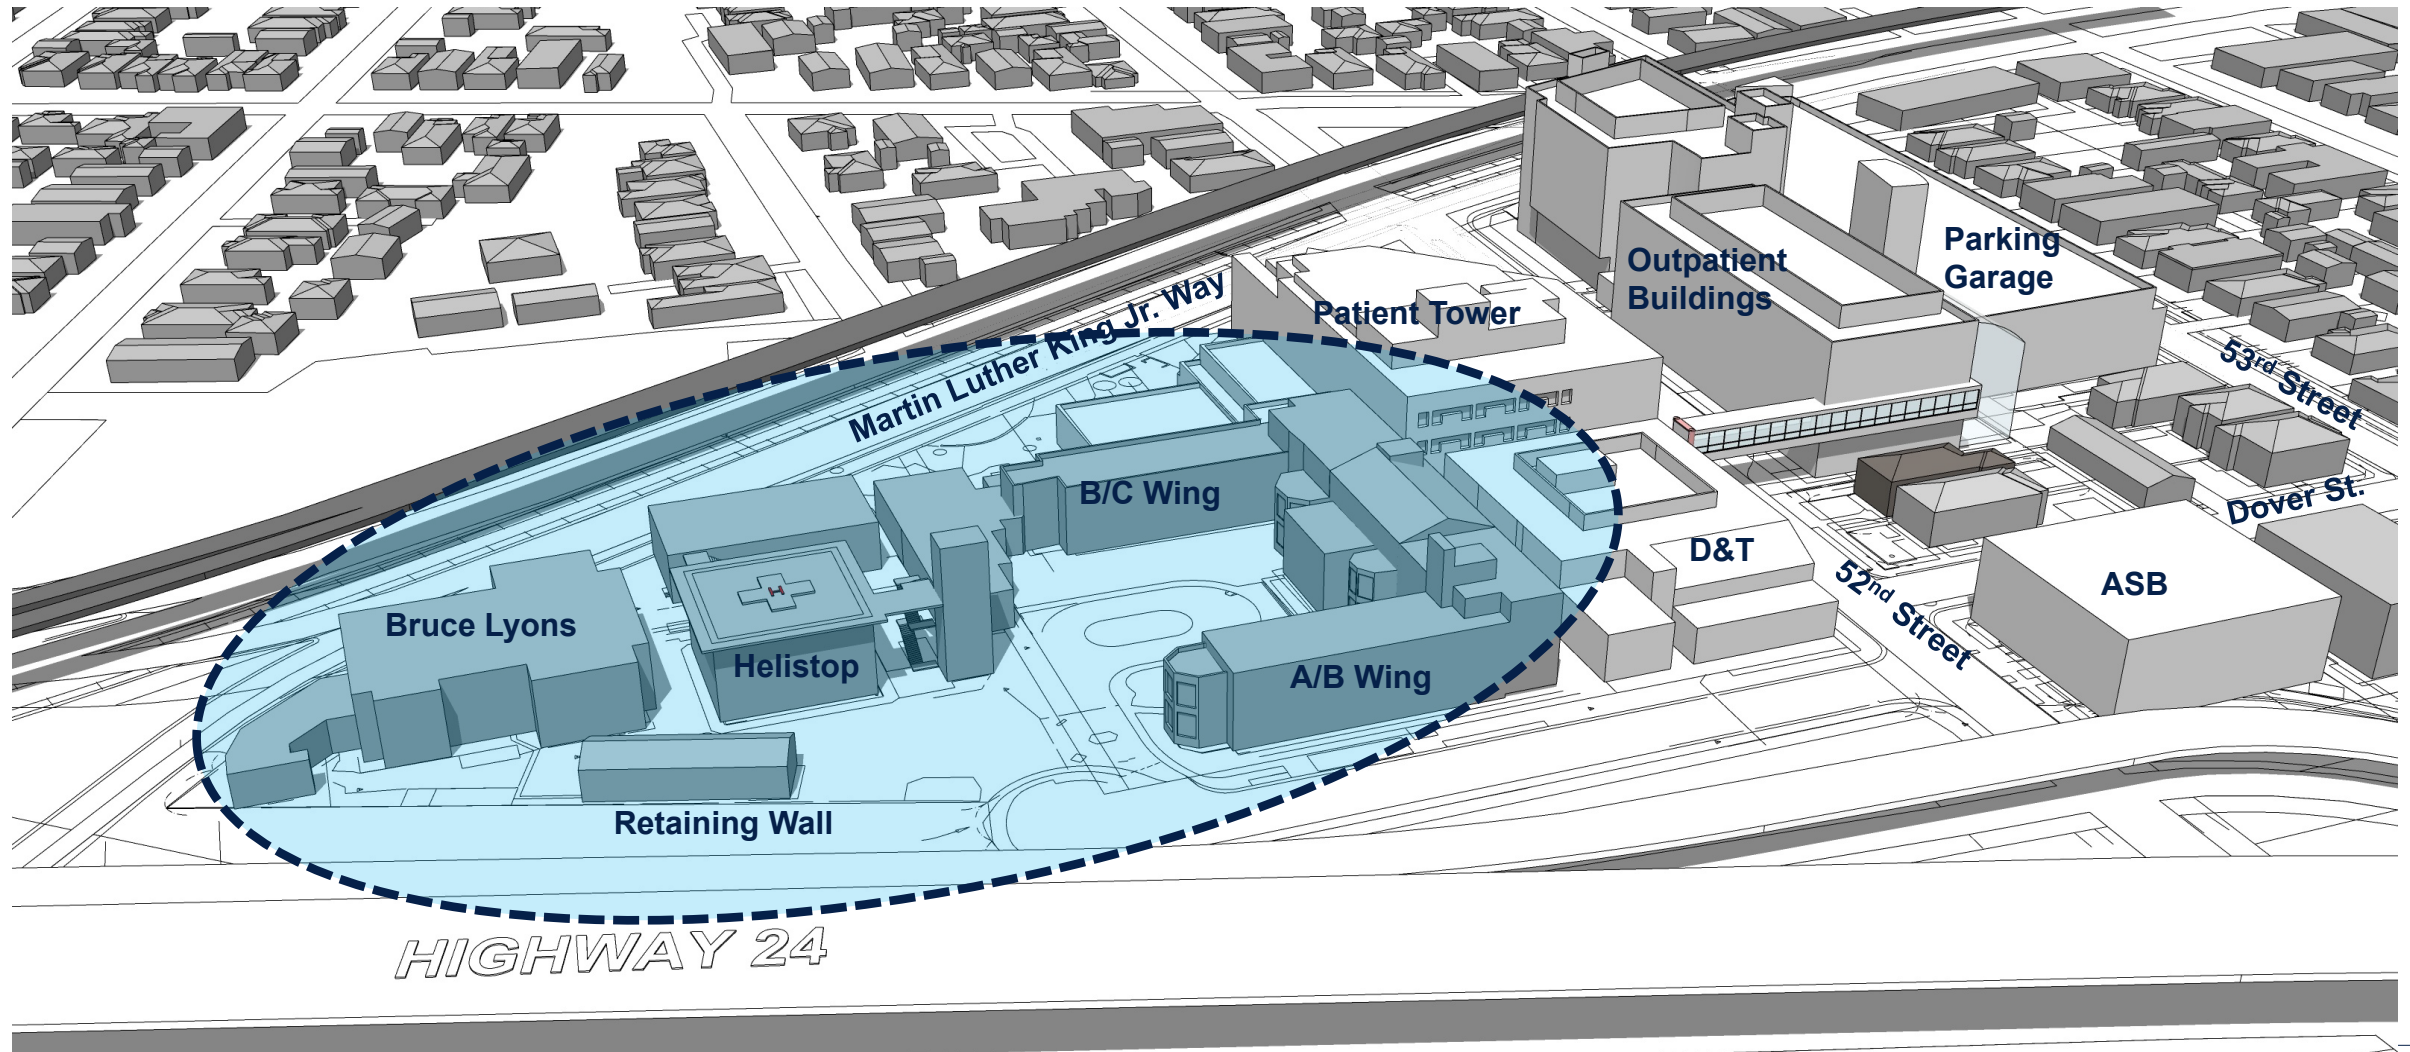 Parking
Garage
Outpatient
Buildings
Patient Tower
Martin Luther King Jr. Way
53rd Street
B/C Wing
Dover St.
D&T
52nd Street
ASB
H
Bruce Lyons
Helistop
A/B Wing
Retaining Wall
HIGHWAY 24